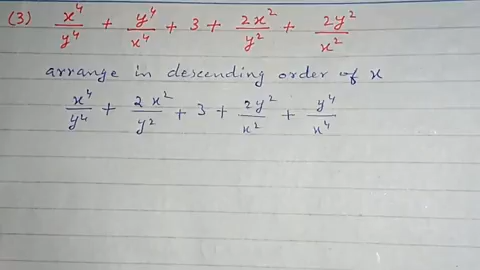 (3) x⁴/y⁴ + y⁴/x⁴ + 3 + 2x²/y² + 2y²/x²
arrange in descending order of x
x⁴/y⁴ + 2x²/y² + 3 + 2y²/x² + y⁴/x⁴